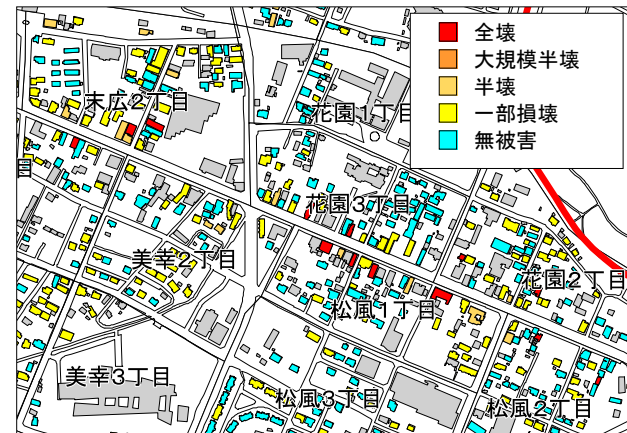 全壊
大規模半壊
半壊
一部損壊
無被害
末広2丁目
花園1丁目
目
花園3丁目
美幸2丁目
花園2丁目
松風1丁目
美幸3丁目
松風3丁目
松風2丁目